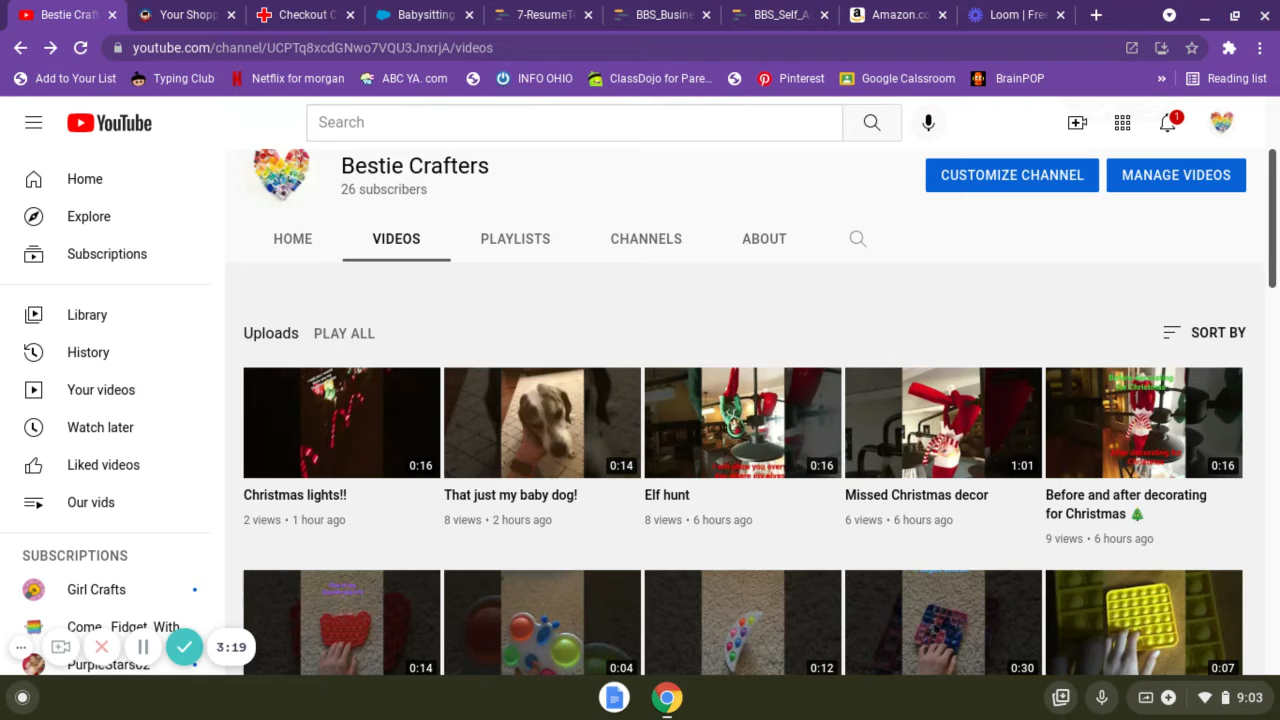 Bestie Craft
Your Shopp
Checkout C
Babysitting
7-ResumeTe
BBS_Busine
BBS_Self_A
Amazon.co
Loom | Free
youtube.com/channel/UCPTq8xcdGNwo7VQU3JnxrjA/videos
Add to Your List
Typing Club
Netflix for morgan
ABC YA. com
INFO OHIO
ClassDojo for Pare...
Pinterest
Google Calssroom
BrainPOP
»
Reading list
YouTube
Search
1
Bestie Crafters
26 subscribers
CUSTOMIZE CHANNEL
MANAGE VIDEOS
HOME
VIDEOS
PLAYLISTS
CHANNELS
ABOUT
Home
Explore
Subscriptions
Library
History
Your videos
Watch later
Liked videos
Our vids
SUBSCRIPTIONS
Girl Crafts
Come_Fidget_With
PurpleStars02
Uploads PLAY ALL
SORT BY
0:16
0:14
0:16
1:01
0:16
Christmas lights!!
2 views • 1 hour ago
That just my baby dog!
8 views • 2 hours ago
Elf hunt
8 views • 6 hours ago
Missed Christmas decor
6 views • 6 hours ago
Before and after decorating
for Christmas 🎄
9 views • 6 hours ago
0:14
0:04
0:12
0:30
0:07
3:19
9:03